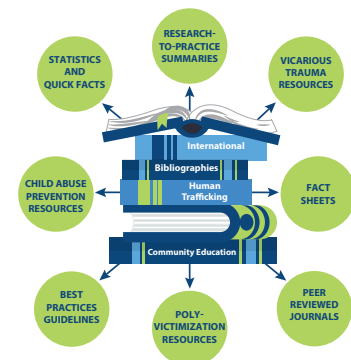 RESEARCH-
TO-PRACTICE
SUMMARIES
STATISTICS
AND
QUICK FACTS
VICARIOUS
TRAUMA
RESOURCES
International
Bibliographies
Human
Trafficking
CHILD ABUSE
PREVENTION
RESOURCES
FACT
SHEETS
Community Education
BEST
PRACTICES
GUIDELINES
POLY-
VICTIMIZATION
RESOURCES
PEER
REVIEWED
JOURNALS